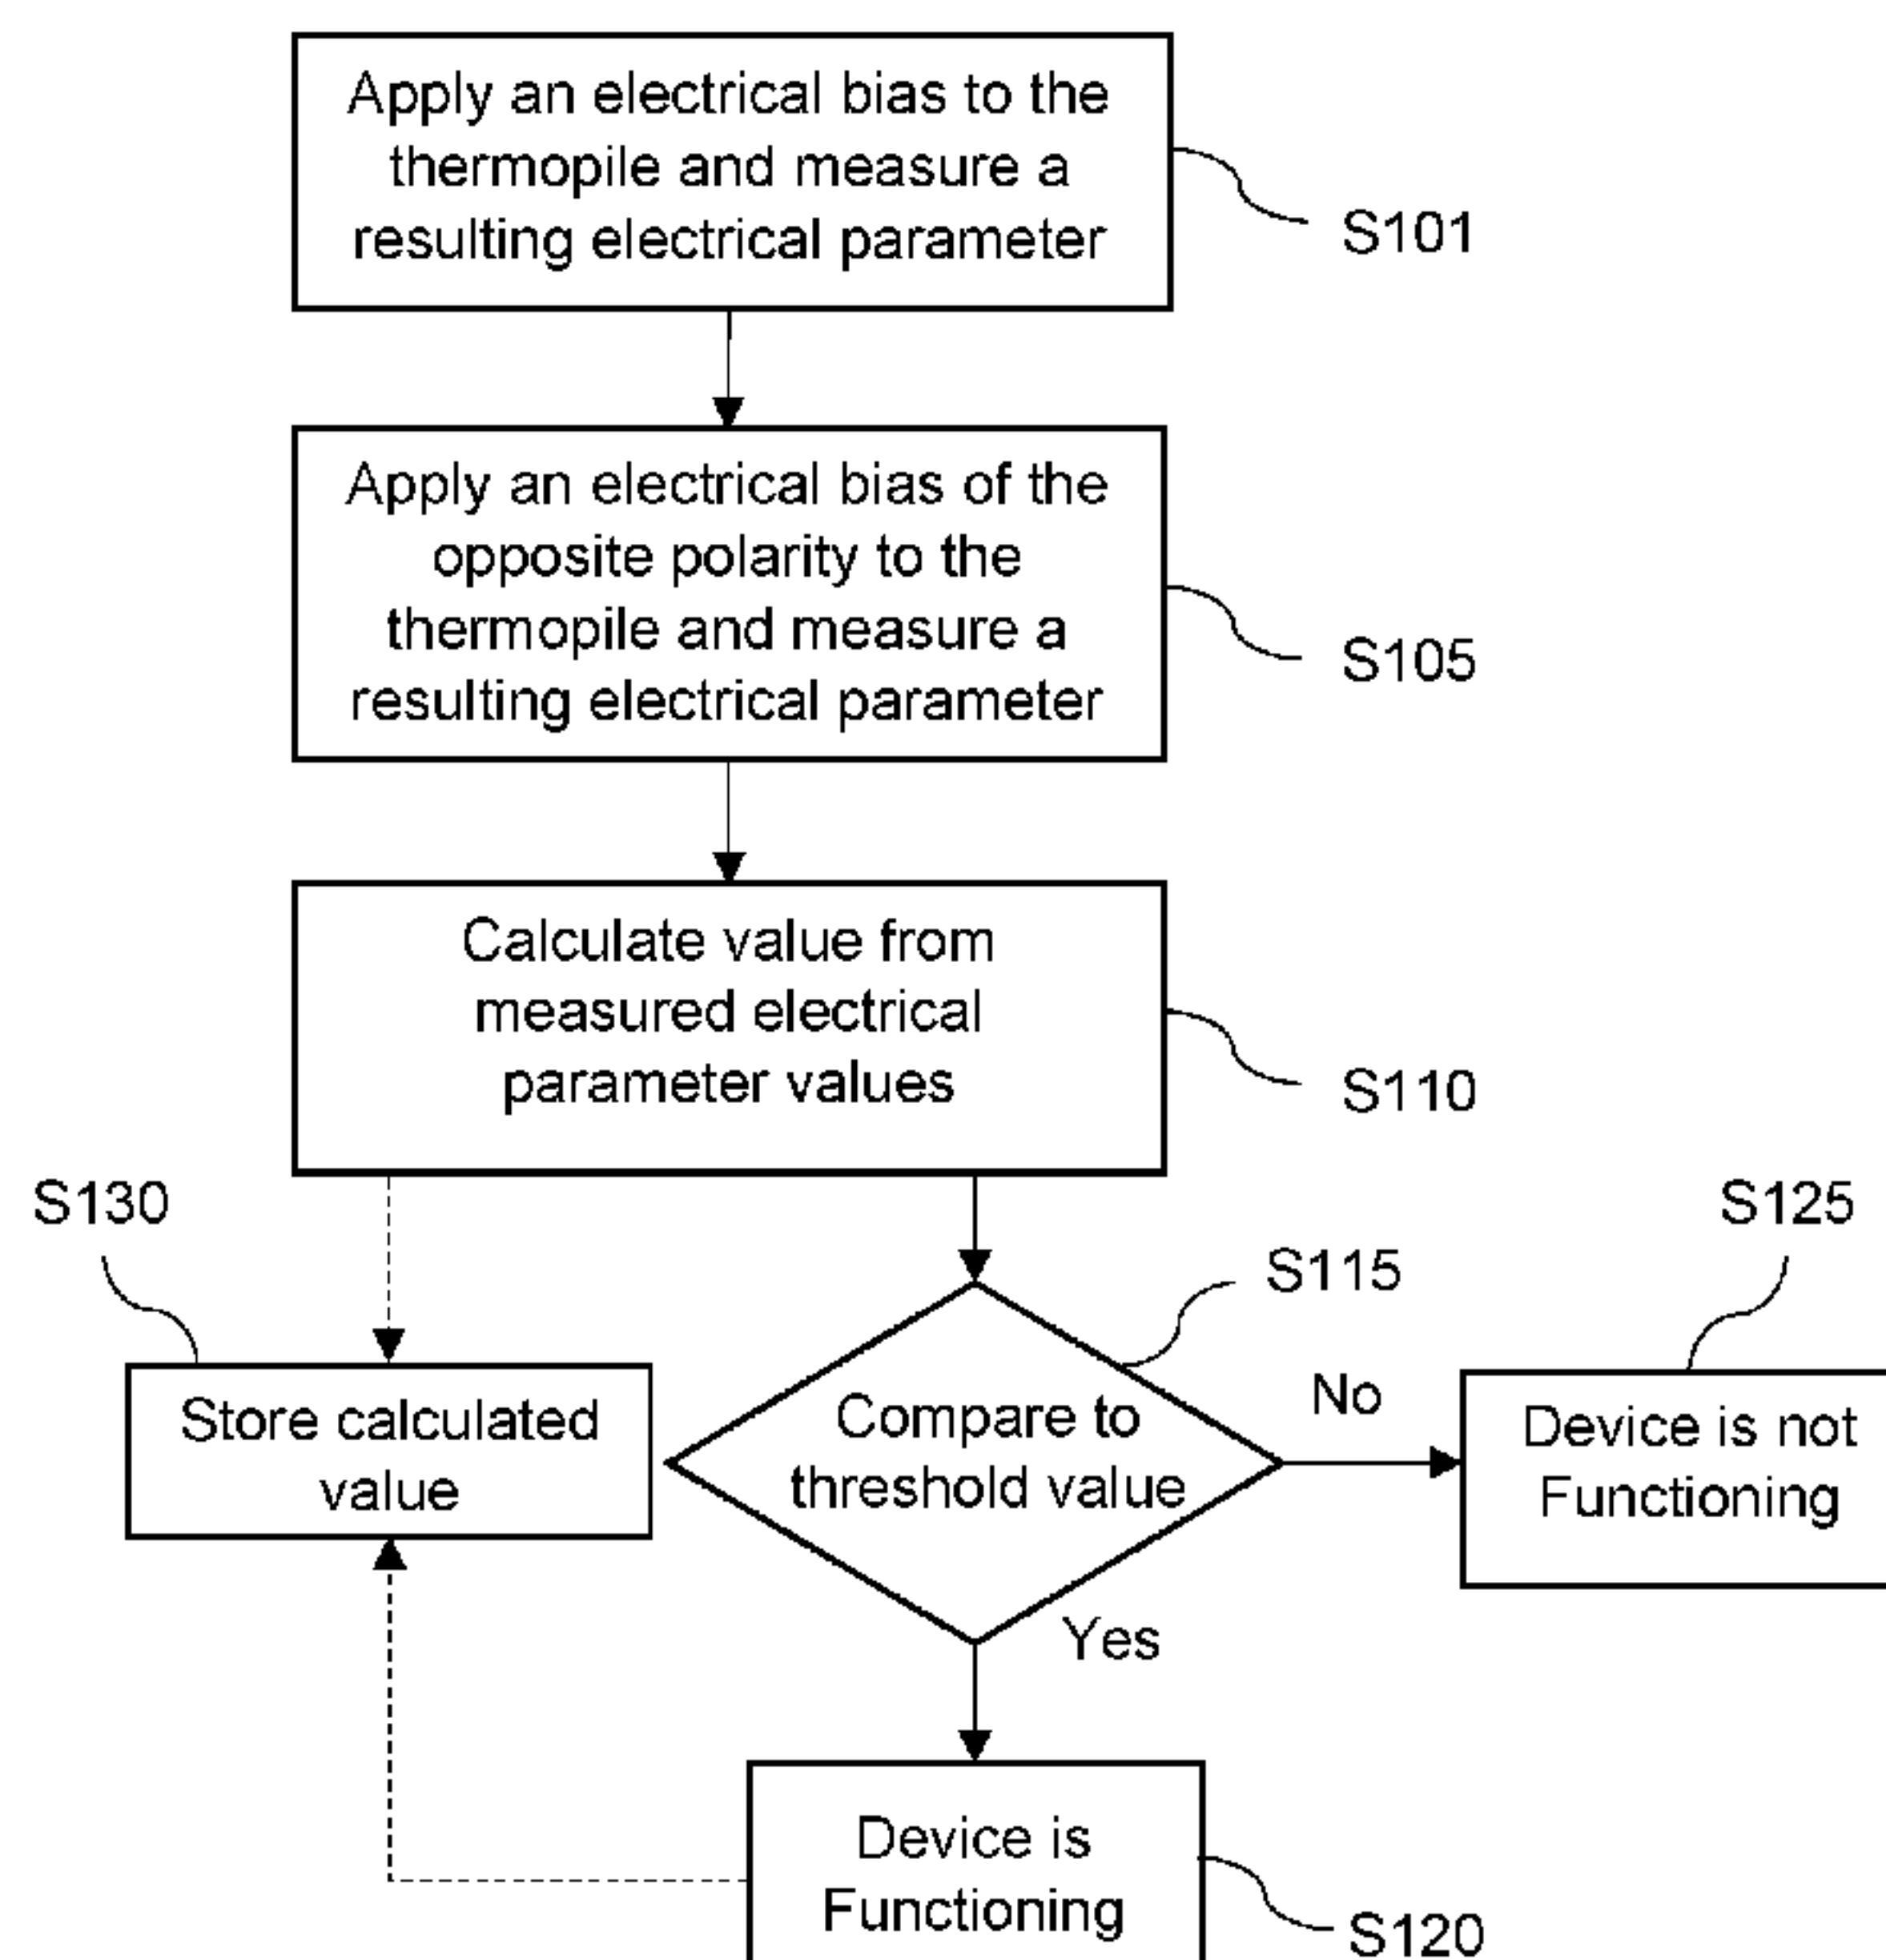 Apply an electrical bias to the
thermopile and measure a
resulting electrical parameter
S101
Apply an electrical bias of the
opposite polarity to the
thermopile and measure a
resulting electrical parameter
S105
Calculate value from
measured electrical
parameter values
S110
S130
S125
S115
Store calculated
value
Compare to
threshold value
No
Device is not
Functioning
Yes
Device is
Functioning
S120